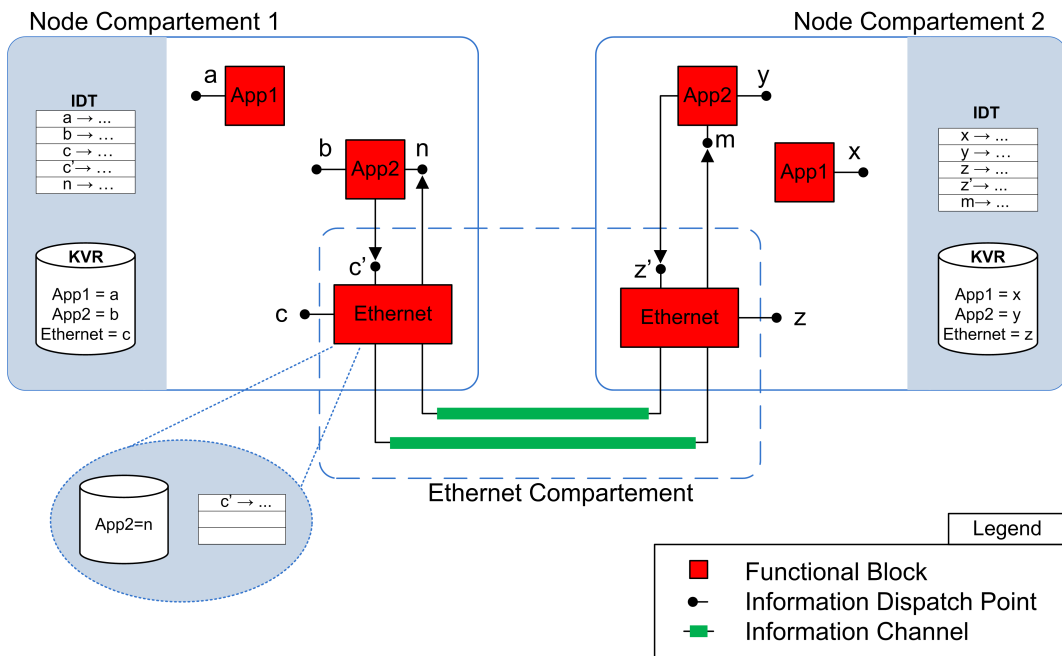 Node Compartement 1
Node Compartement 2
IDT
a → ...
b → ...
c → ...
c'→ ...
n → ...
KVR
App1 = a
App2 = b
Ethernet = c
a
App1
b
App2
n
c'
c
Ethernet
App2
y
m
App1
x
z'
Ethernet
z
IDT
x → ...
y → ...
z → ...
z'→ ...
m→ ...
KVR
App1 = x
App2 = y
Ethernet = z
Ethernet Compartement
App2=n
c' → ...
Legend
Functional Block
Information Dispatch Point
Information Channel